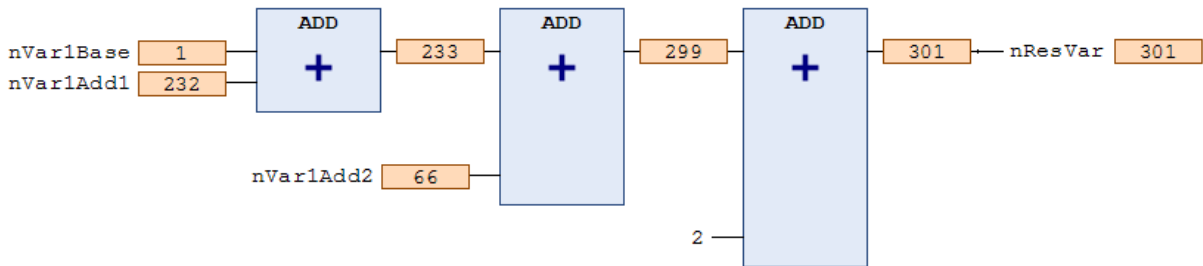 ADD ADD ADD
nVar1Base 1 233 299 301 nResVar 301
nVar1Add1 232 + + +
nVar1Add2 66
2